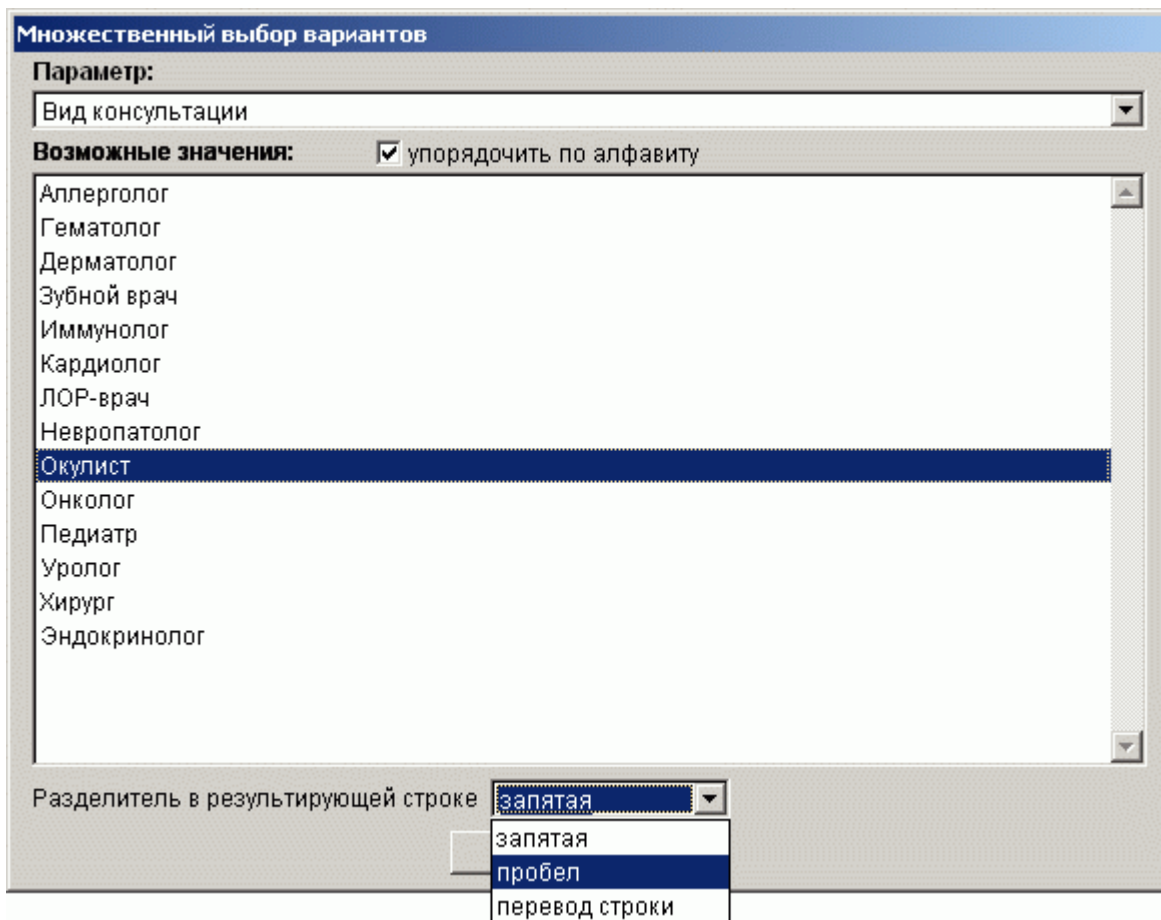 Множественный выбор вариантов
Параметр:
Вид консультации
Возможные значения: упорядочить по алфавиту
Аллерголог
Гематолог
Дерматолог
Зубной врач
Иммунолог
Кардиолог
ЛОР-врач
Невропатолог
Окулист
Онколог
Педиатр
Уролог
Хирург
Эндокринолог
Разделитель в результирующей строке запятая
запятая
пробел
перевод строки